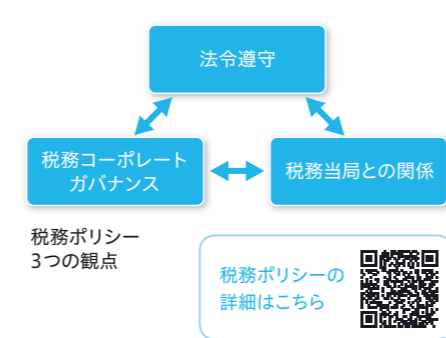 法令遵守
税務コーポレート
ガバナンス
税務当局との関係
税務ポリシー
3つの観点
税務ポリシーの
詳細はこちら